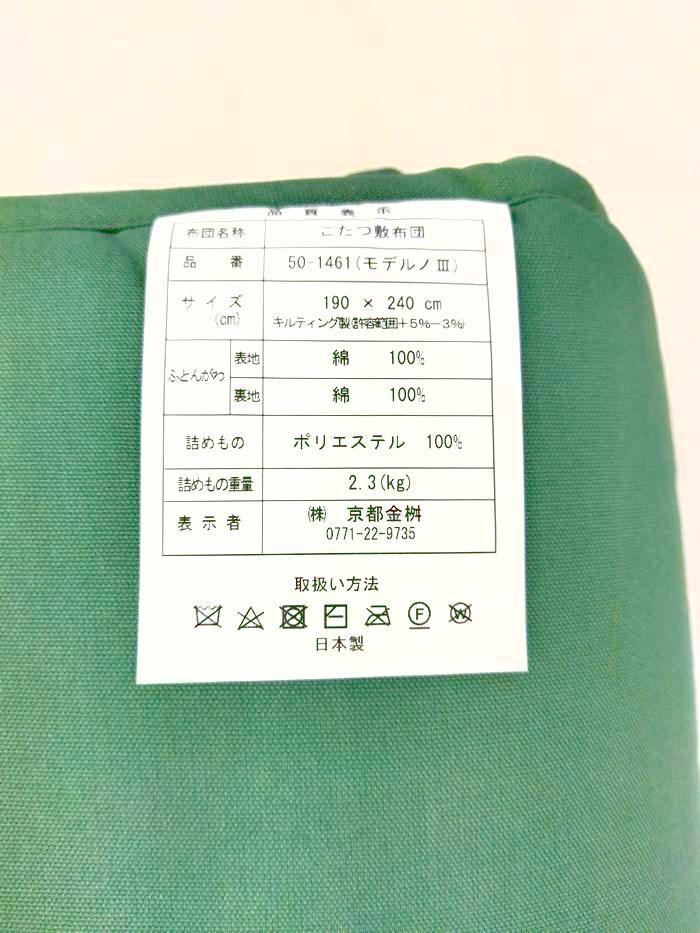 品質表示
布団名称 こたつ敷布団
品番 50-1461(モデルノⅢ)
サイズ(cm) 190 × 240 cm
キルティング製(許容範囲+5%-3%)
ふとんがわ 表地 綿 100%
裏地 綿 100%
詰めもの ポリエステル 100%
詰めもの重量 2.3(kg)
表示者 ㈱ 京都金桝
0771-22-9735
取扱い方法
F W
日本製